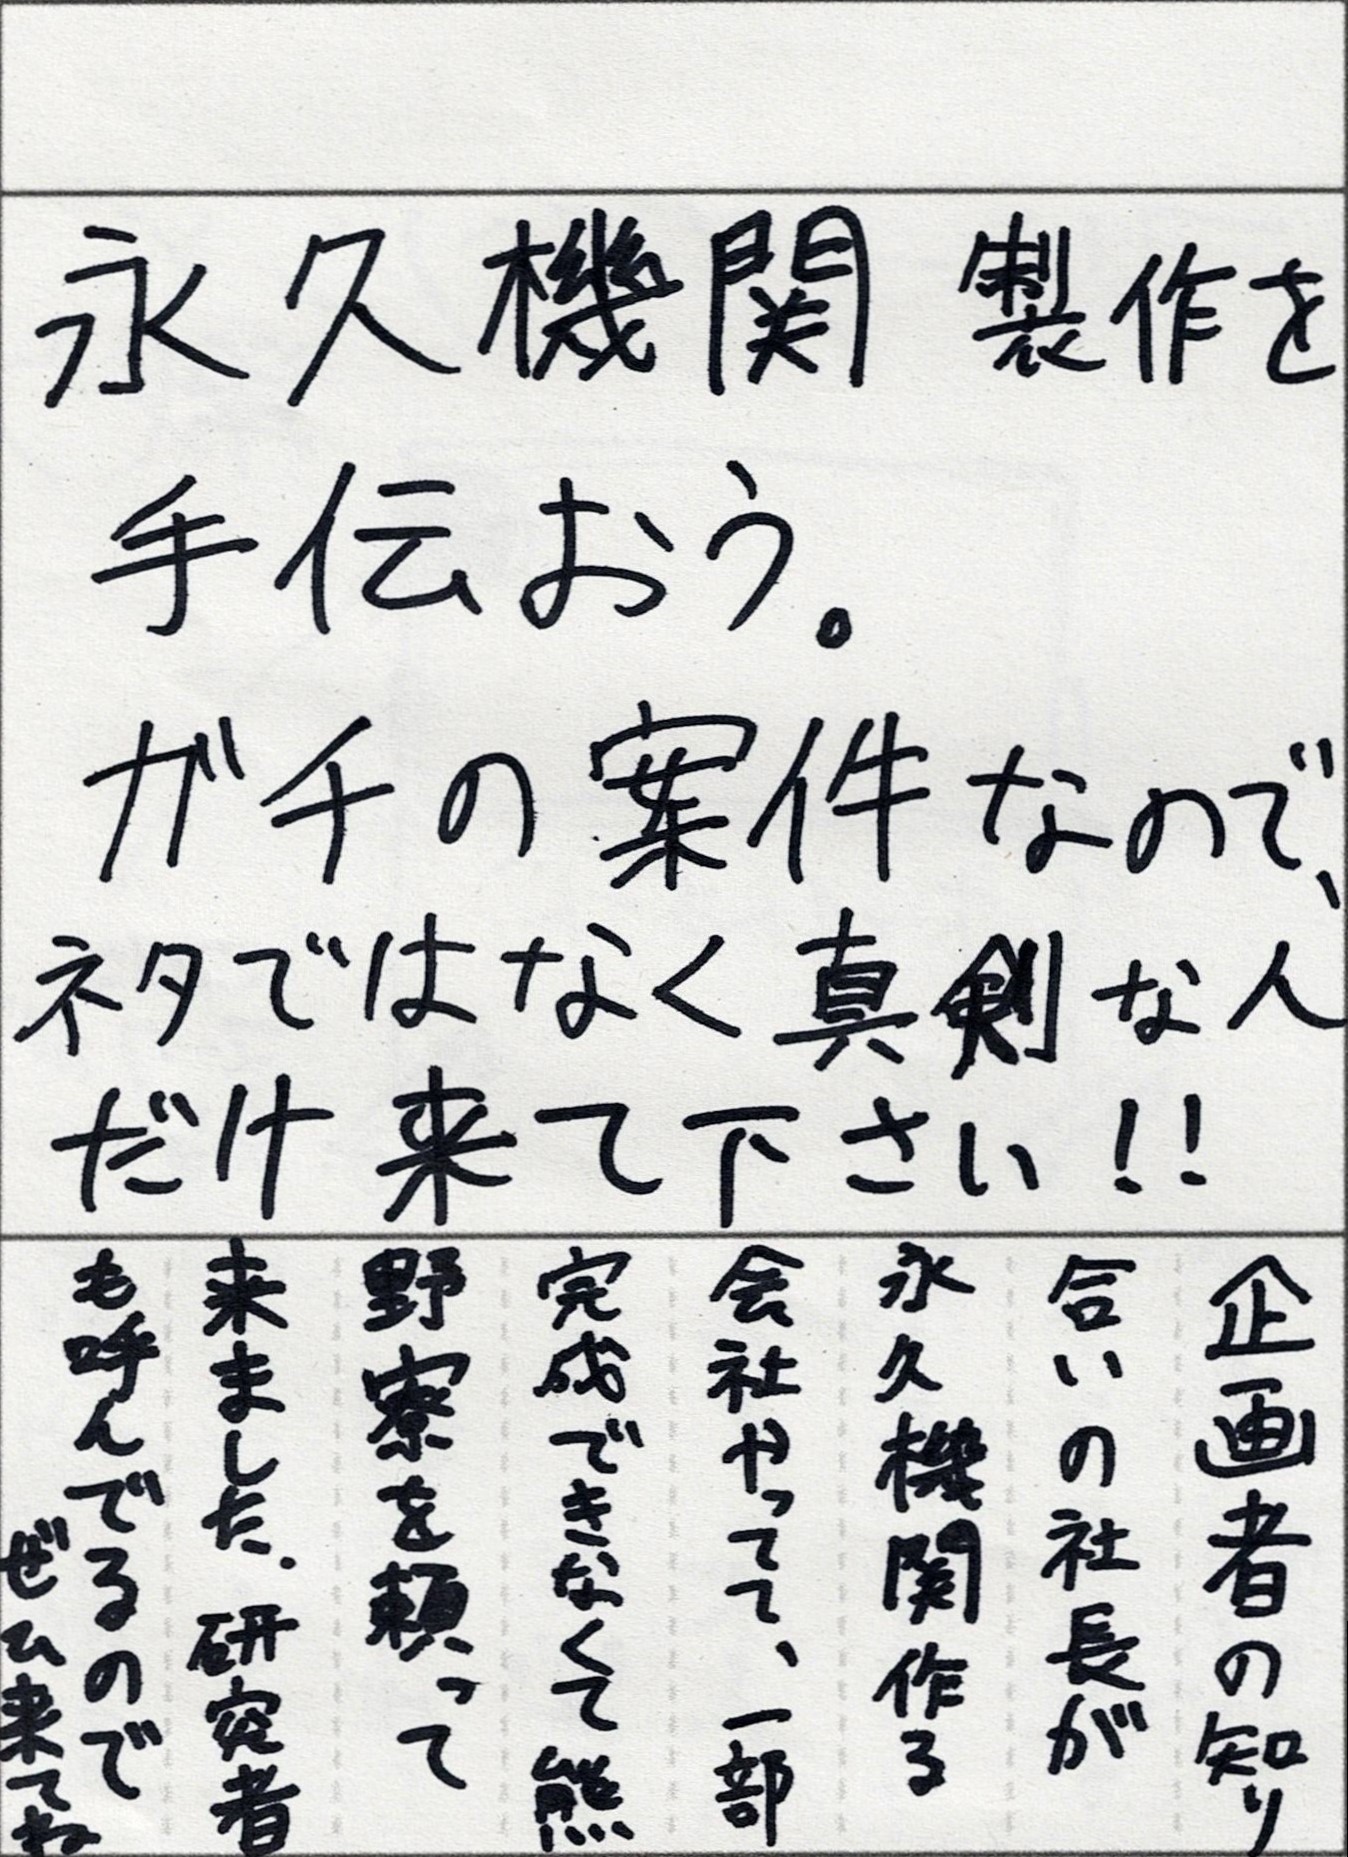 永久機関 製作を
手伝おう。
ガチの案件なので、
ネタではなく真剣な人
だけ来て下さい!!
企画者の知り
合いの社長が
永久機関作る
会社やってて、一部
完成できなくて熊
野寮を頼って
来ました。研究者
も呼んでるので
ぜひ来てね